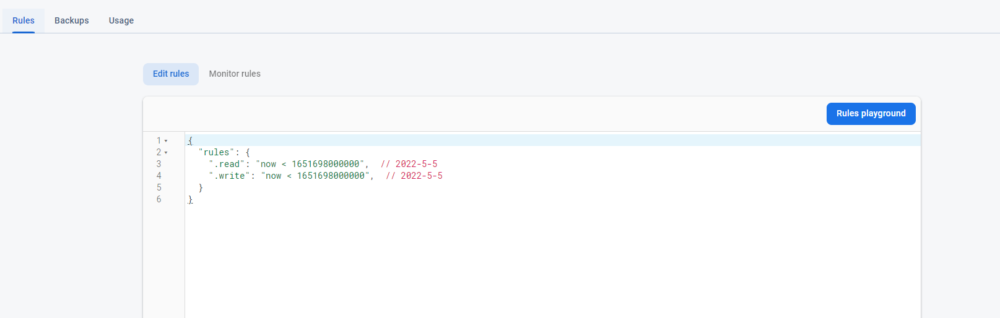 Rules Backups Usage
Edit rules Monitor rules
Rules playground
1 {
2 "rules": {
3 ".read": "now < 1651698000000", // 2022-5-5
4 ".write": "now < 1651698000000", // 2022-5-5
5 }
6 }